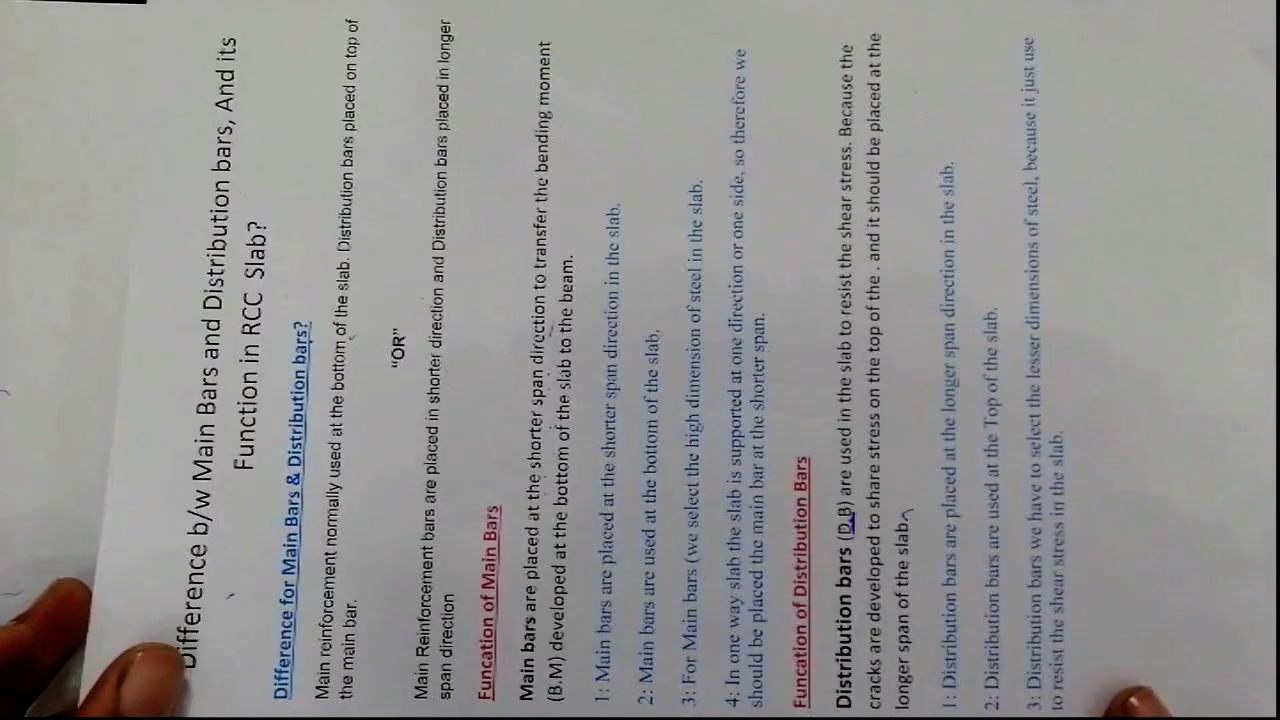 Difference b/w Main Bars and Distribution bars, And its
Function in RCC Slab?
Difference for Main Bars & Distribution bars?
Main reinforcement normally used at the bottom of the slab. Distribution bars placed on top of
the main bar.
"OR"
Main Reinforcement bars are placed in shorter direction and Distribution bars placed in longer
span direction
Funcation of Main Bars
Main bars are placed at the shorter span direction to transfer the bending moment
(B.M) developed at the bottom of the slab to the beam.
1: Main bars are placed at the shorter span direction in the slab.
2: Main bars are used at the bottom of the slab,
3: For Main bars (we select the high dimension of steel in the slab.
4: In one way slab the slab is supported at one direction or one side, so therefore we
should be placed the main bar at the shorter span.
Funcation of Distribution Bars
Distribution bars (D.B) are used in the slab to resist the shear stress. Because the
cracks are developed to share stress on the top of the . and it should be placed at the
longer span of the slab
1: Distribution bars are placed at the longer span direction in the slab.
2: Distribution bars are used at the Top of the slab.
3: Distribution bars we have to select the lesser dimensions of steel, because it just use
to resist the shear stress in the slab.